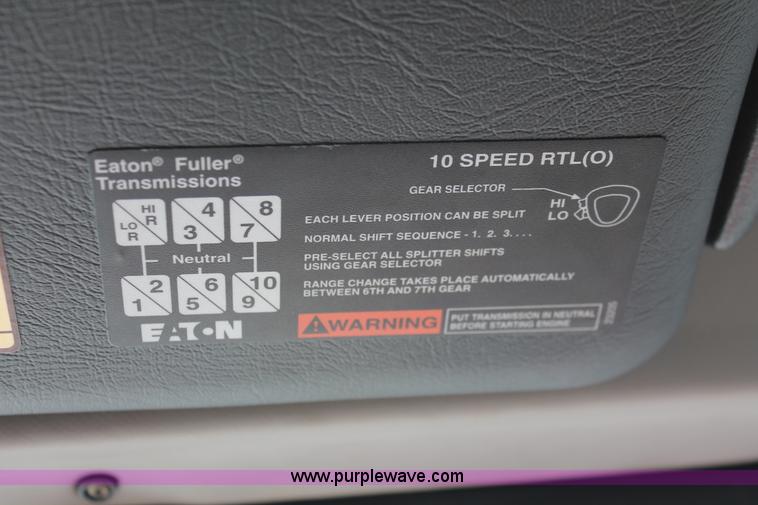 Eaton® Fuller®
Transmissions
10 SPEED RTL(O)
GEAR SELECTOR
HI
LO
HI
R
LO
R
4
3
8
7
Neutral
2
1
6
5
10
9
EACH LEVER POSITION CAN BE SPLIT
NORMAL SHIFT SEQUENCE - 1. 2. 3. . . .
PRE-SELECT ALL SPLITTER SHIFTS
USING GEAR SELECTOR
RANGE CHANGE TAKES PLACE AUTOMATICALLY
BETWEEN 6TH AND 7TH GEAR
EATON
WARNING
PUT TRANSMISSION IN NEUTRAL
BEFORE STARTING ENGINE
www.purplewave.com